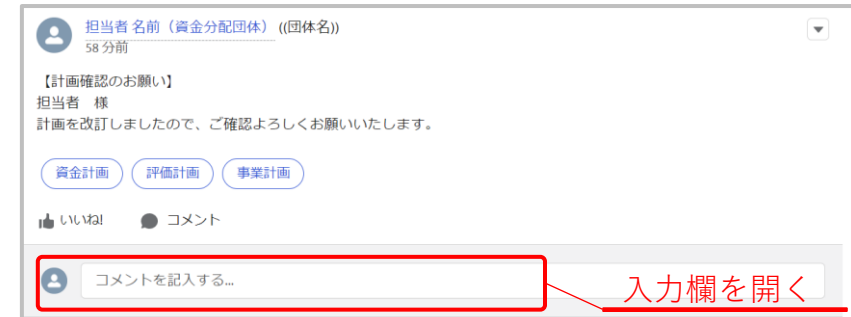 担当者 名前（資金分配団体） ((団体名))
58 分前
【計画確認のお願い】
担当者　様
計画を改訂しましたので、ご確認よろしくお願いいたします。
資金計画 評価計画 事業計画
いいね! コメント
コメントを記入する...
入力欄を開く